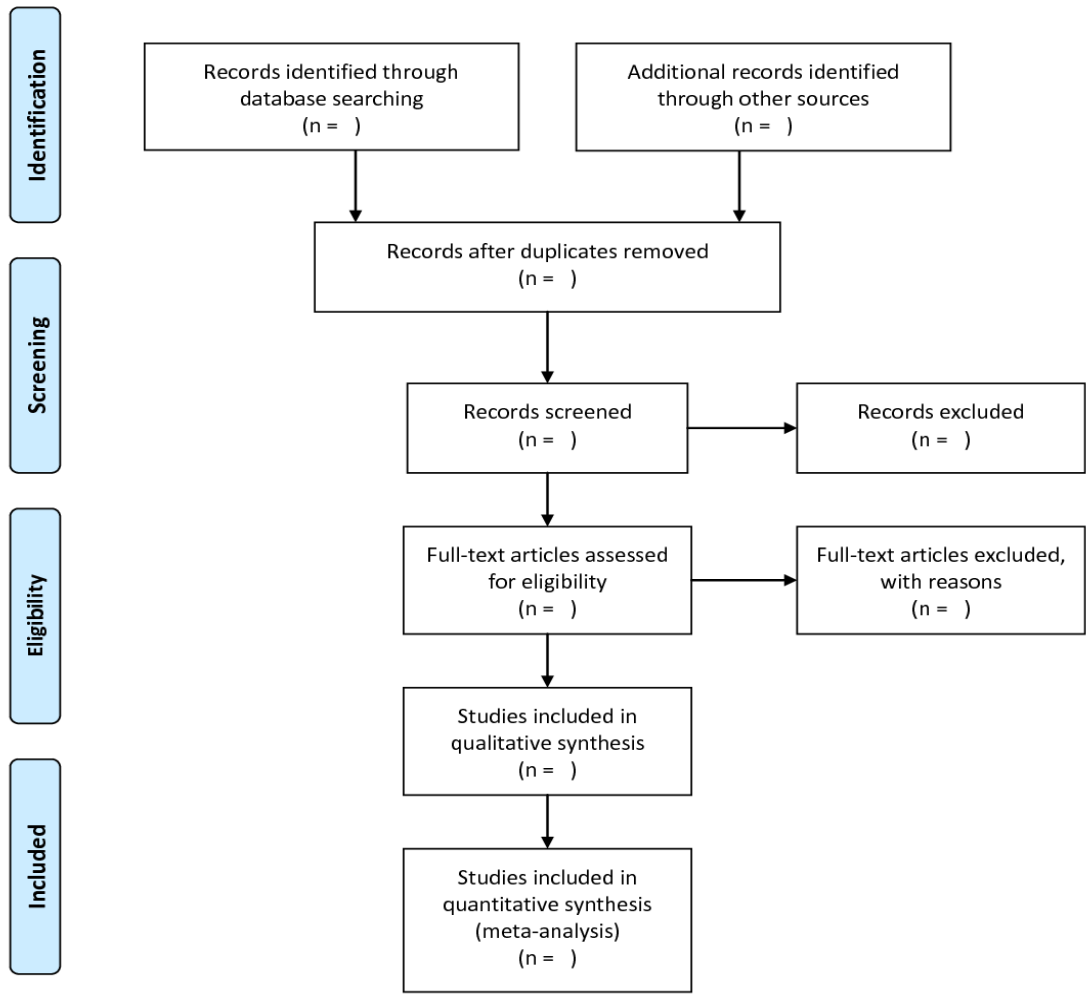 Identification
Records identified through
database searching
(n =   )
Additional records identified
through other sources
(n =   )
Records after duplicates removed
(n =   )
Screening
Records screened
(n =   )
Records excluded
(n =   )
Eligibility
Full-text articles assessed
for eligibility
(n =   )
Full-text articles excluded,
with reasons
(n =   )
Studies included in
qualitative synthesis
(n =   )
Included
Studies included in
quantitative synthesis
(meta-analysis)
(n =   )